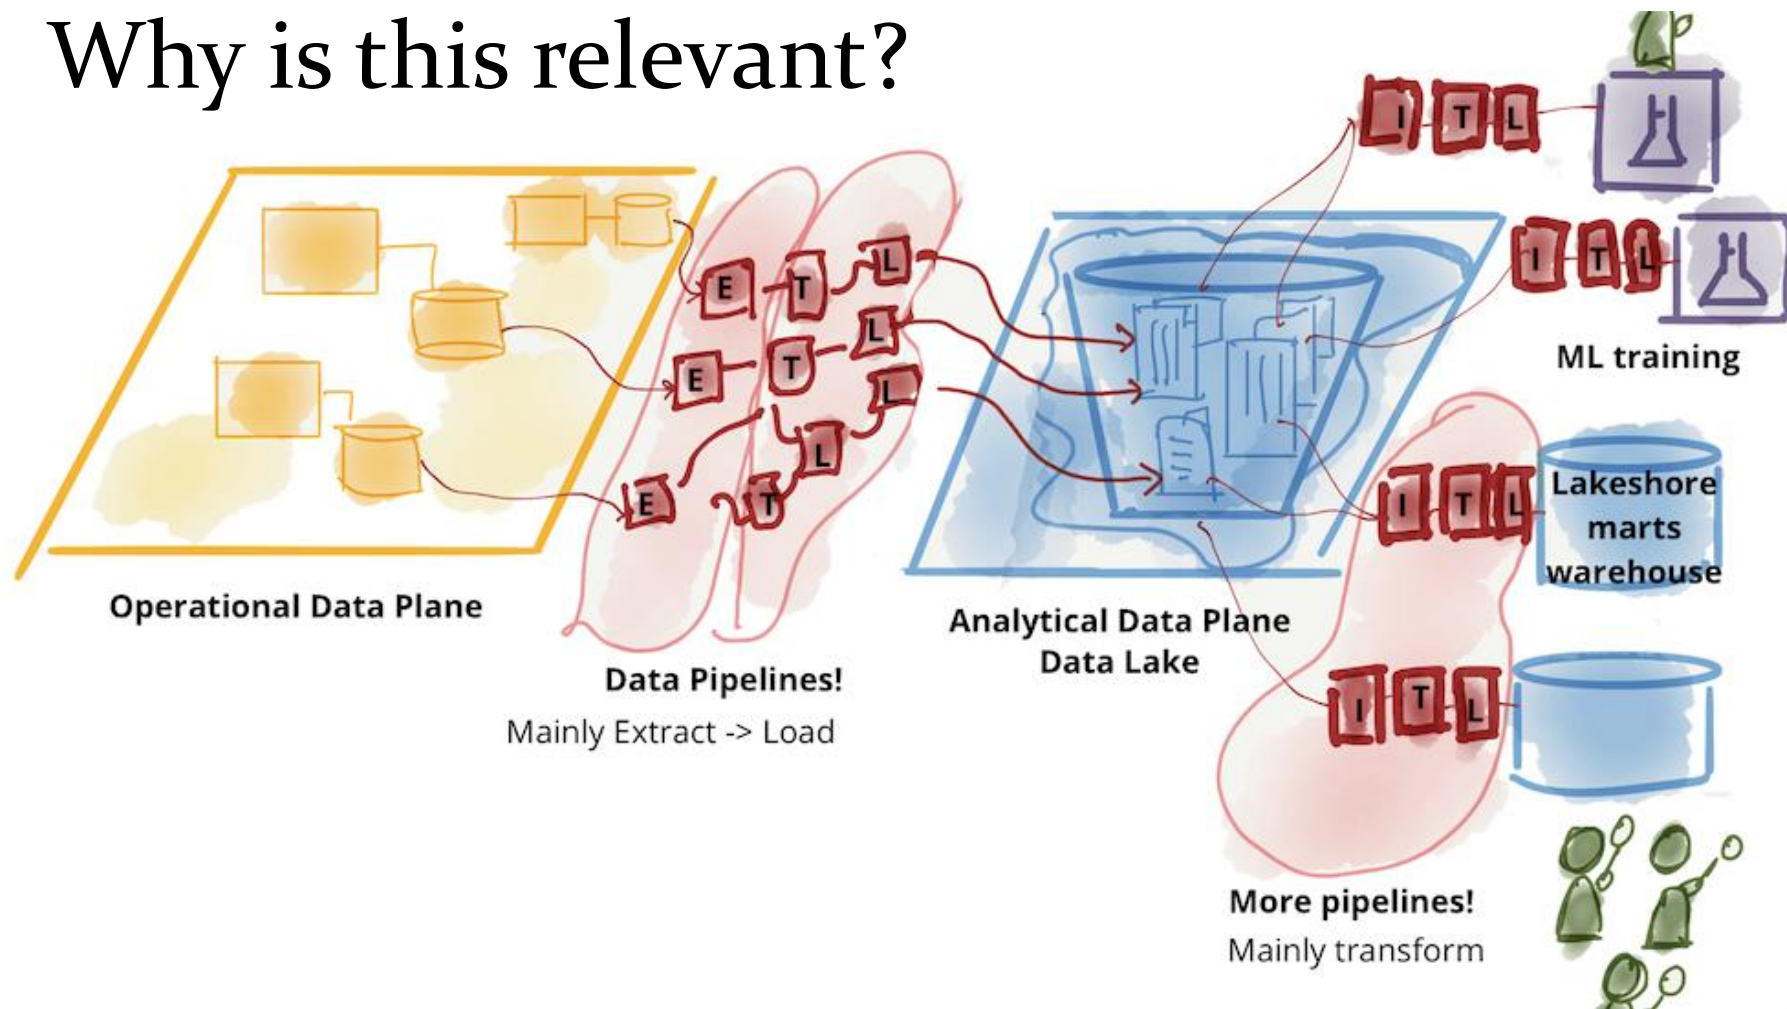 Why is this relevant?
I T L
I T L
ML training
E T L
L
E T
L
L
E T
Operational Data Plane
Data Pipelines!
Mainly Extract -> Load
Analytical Data Plane
Data Lake
I T L
Lakeshore
marts
warehouse
I T L
More pipelines!
Mainly transform